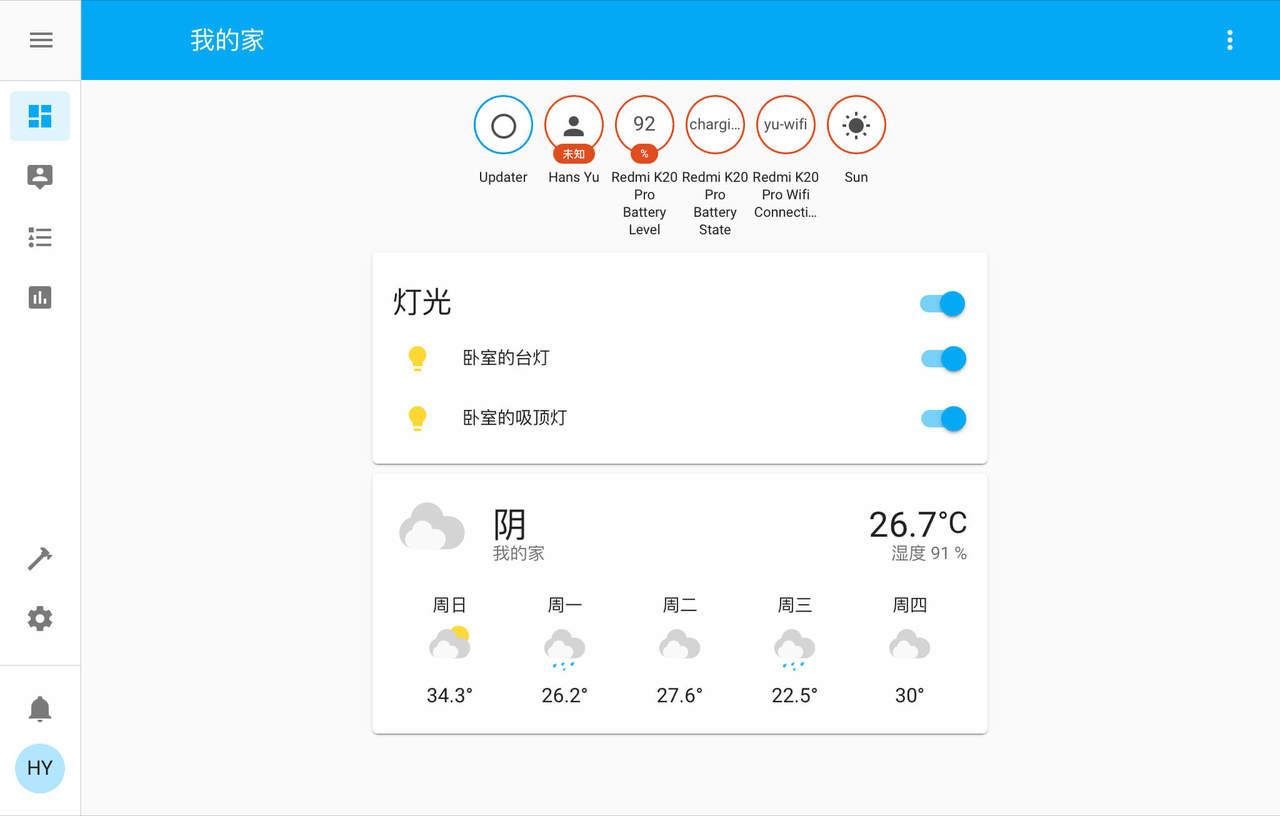 我的家
92
chargi...
yu-wifi
未知
%
Updater
Hans Yu
Redmi K20
Pro
Battery
Level
Redmi K20
Pro
Battery
State
Redmi K20
Pro Wifi
Connecti...
Sun
灯光
卧室的台灯
卧室的吸顶灯
阴
26.7°C
我的家
湿度 91 %
周日 周一 周二 周三 周四
34.3° 26.2° 27.6° 22.5° 30°
HY